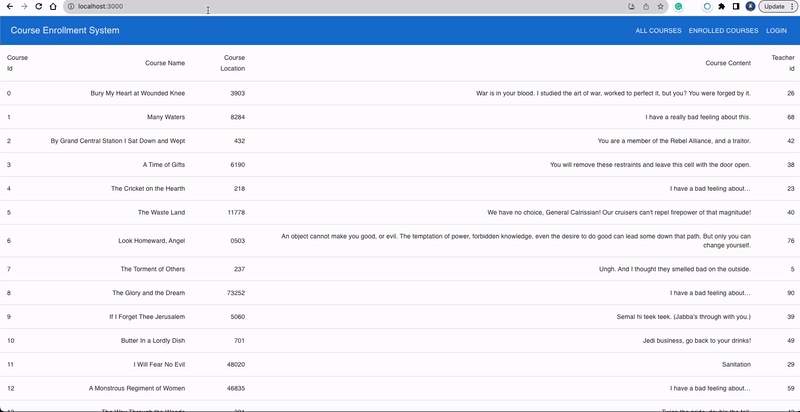 localhost:3000
Update
Course Enrollment System
ALL COURSES ENROLLED COURSES LOGIN
Course Id Course Name Course Location Course Content Teacher id
0 Bury My Heart at Wounded Knee 3903 War is in your blood. I studied the art of war, worked to perfect it, but you? You were forged by it. 26
1 Many Waters 8284 I have a really bad feeling about this. 68
2 By Grand Central Station I Sat Down and Wept 432 You are a member of the Rebel Alliance, and a traitor. 42
3 A Time of Gifts 6190 You will remove these restraints and leave this cell with the door open. 38
4 The Cricket on the Hearth 218 I have a bad feeling about... 23
5 The Waste Land 11778 We have no choice, General Calrissian! Our cruisers can't repel firepower of that magnitude! 40
6 Look Homeward, Angel 0503 An object cannot make you good, or evil. The temptation of power, forbidden knowledge, even the desire to do good can lead some down that path. But only you can
change yourself. 76
7 The Torment of Others 237 Ungh. And I thought they smelled bad on the outside. 5
8 The Glory and the Dream 73252 I have a bad feeling about... 90
9 If I Forget Thee Jerusalem 5060 Semal hi teek teek. (Jabba's through with you.) 39
10 Butter In a Lordly Dish 701 Jedi business, go back to your drinks! 49
11 I Will Fear No Evil 48020 Sanitation 29
12 A Monstrous Regiment of Women 46835 I have a bad feeling about... 59